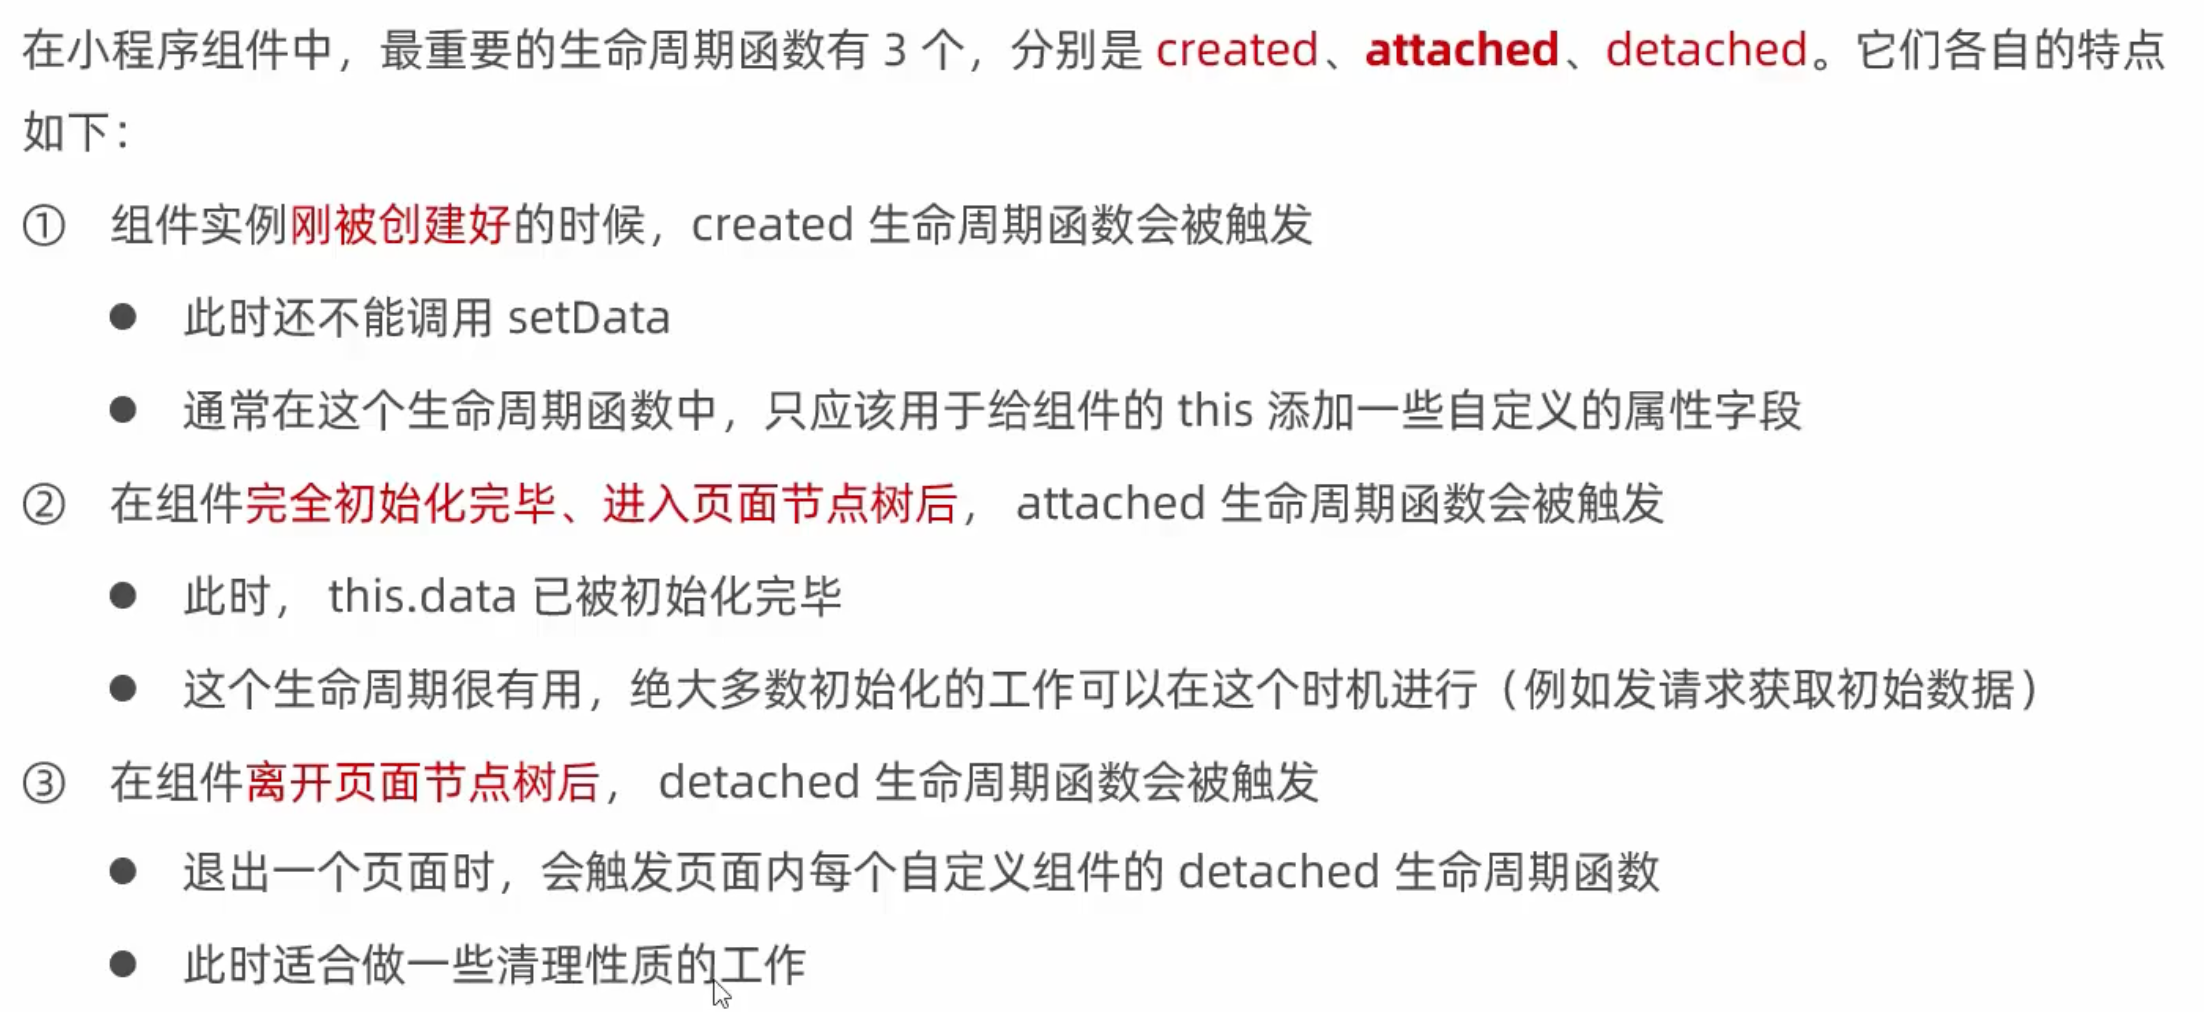 在小程序组件中，最重要的生命周期函数有 3 个，分别是 created、attached、detached。它们各自的特点
如下：
① 组件实例刚被创建好的时候，created 生命周期函数会被触发
● 此时还不能调用 setData
● 通常在这个生命周期函数中，只应该用于给组件的 this 添加一些自定义的属性字段
② 在组件完全初始化完毕、进入页面节点树后， attached 生命周期函数会被触发
● 此时， this.data 已被初始化完毕
● 这个生命周期很有用，绝大多数初始化的工作可以在这个时机进行（例如发请求获取初始数据）
③ 在组件离开页面节点树后， detached 生命周期函数会被触发
● 退出一个页面时，会触发页面内每个自定义组件的 detached 生命周期函数
● 此时适合做一些清理性质的工作